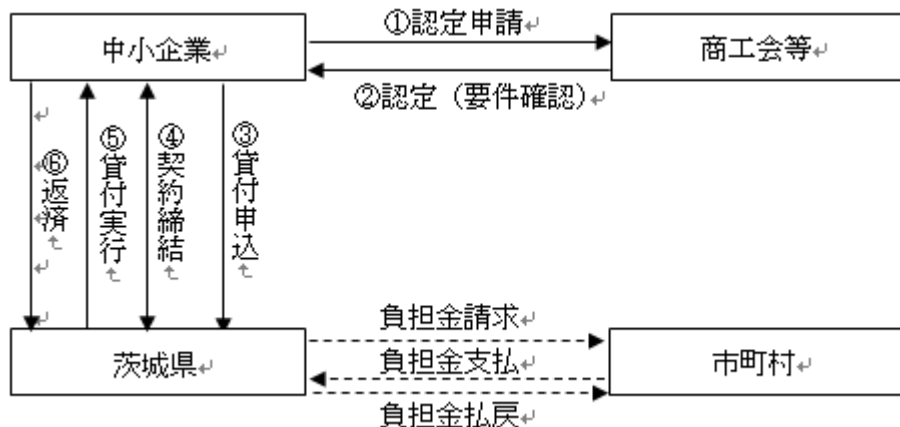 中小企業
①認定申請
商工会等
②認定（要件確認）
⑥返済
⑤貸付実行
④契約締結
③貸付申込
茨城県
負担金請求
負担金支払
負担金払戻
市町村